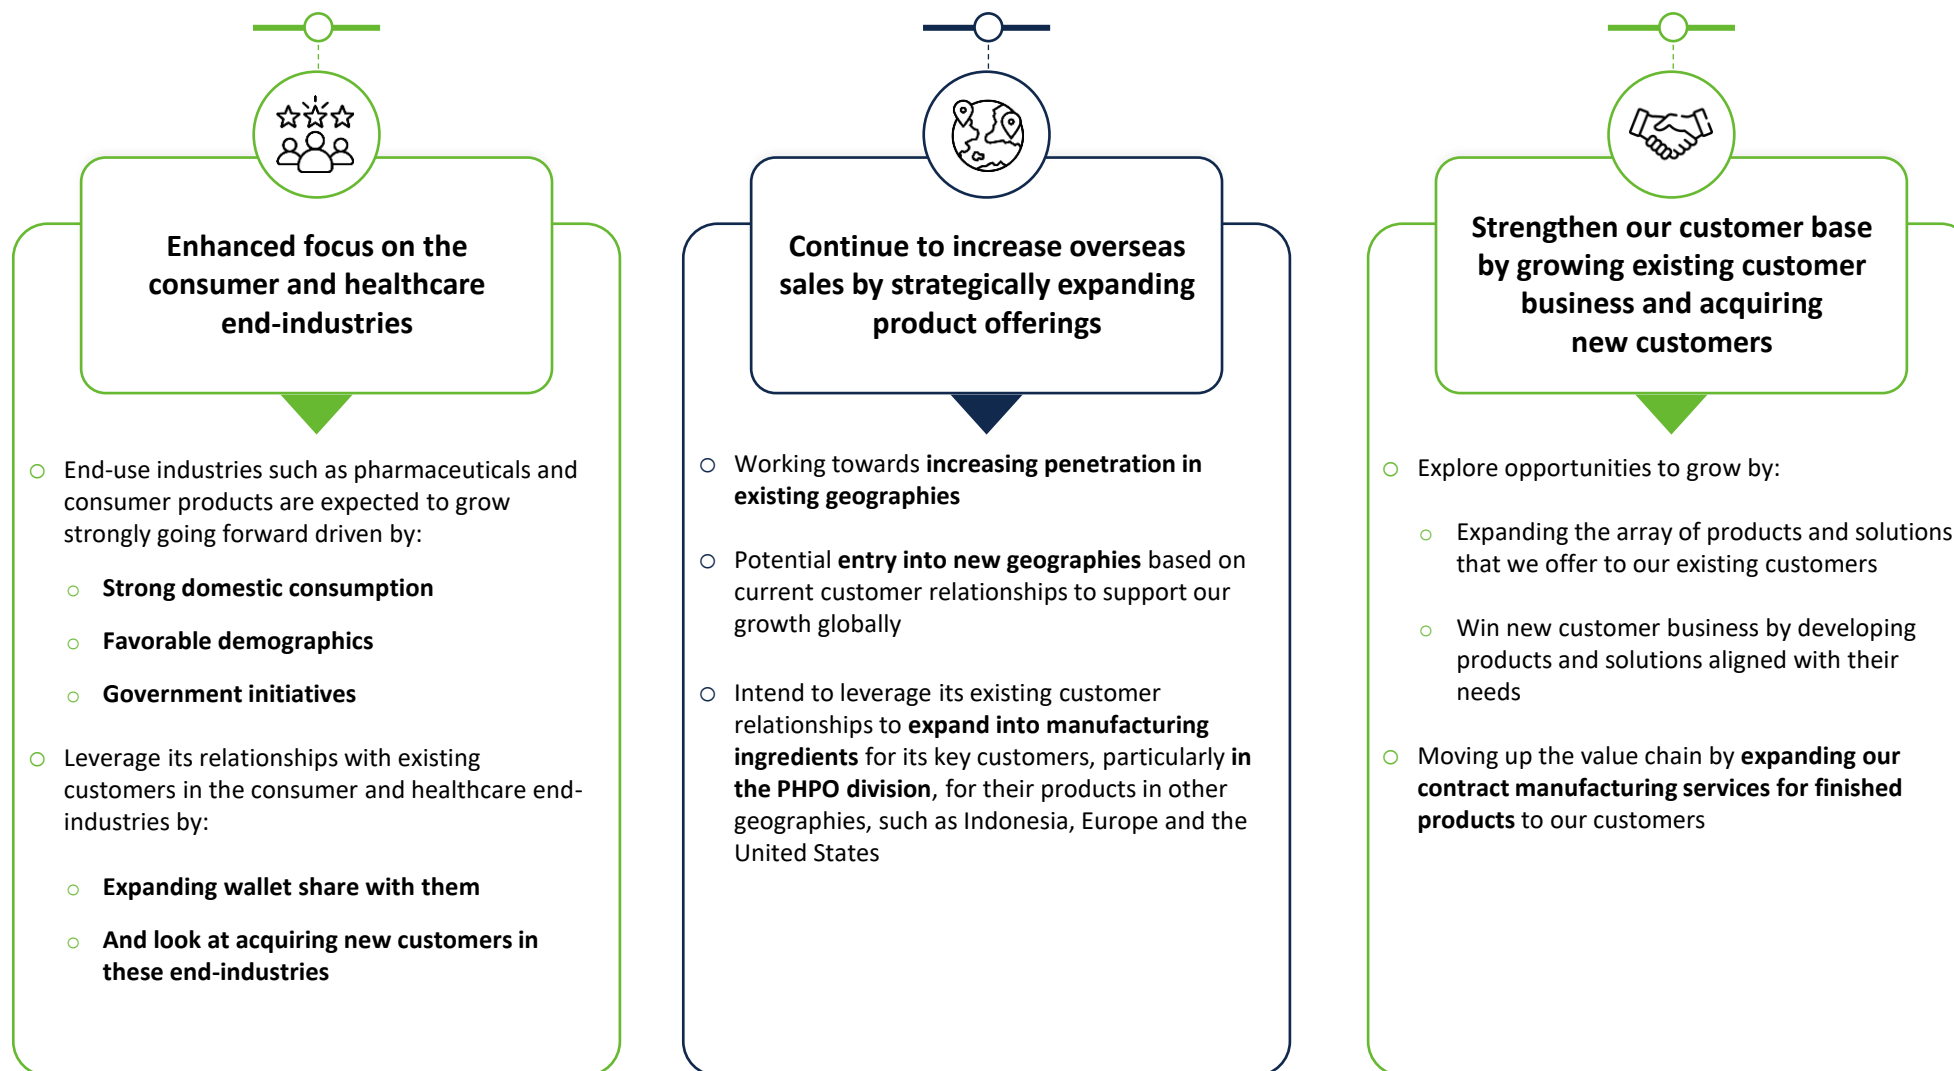 Enhanced focus on the
consumer and healthcare
end-industries
End-use industries such as pharmaceuticals and
consumer products are expected to grow
strongly going forward driven by:
Strong domestic consumption
Favorable demographics
Government initiatives
Leverage its relationships with existing
customers in the consumer and healthcare end-
industries by:
Expanding wallet share with them
And look at acquiring new customers in
these end-industries
Continue to increase overseas
sales by strategically expanding
product offerings
Working towards increasing penetration in
existing geographies
Potential entry into new geographies based on
current customer relationships to support our
growth globally
Intend to leverage its existing customer
relationships to expand into manufacturing
ingredients for its key customers, particularly in
the PHPO division, for their products in other
geographies, such as Indonesia, Europe and the
United States
Strengthen our customer base
by growing existing customer
business and acquiring
new customers
Explore opportunities to grow by:
Expanding the array of products and solutions
that we offer to our existing customers
Win new customer business by developing
products and solutions aligned with their
needs
Moving up the value chain by expanding our
contract manufacturing services for finished
products to our customers